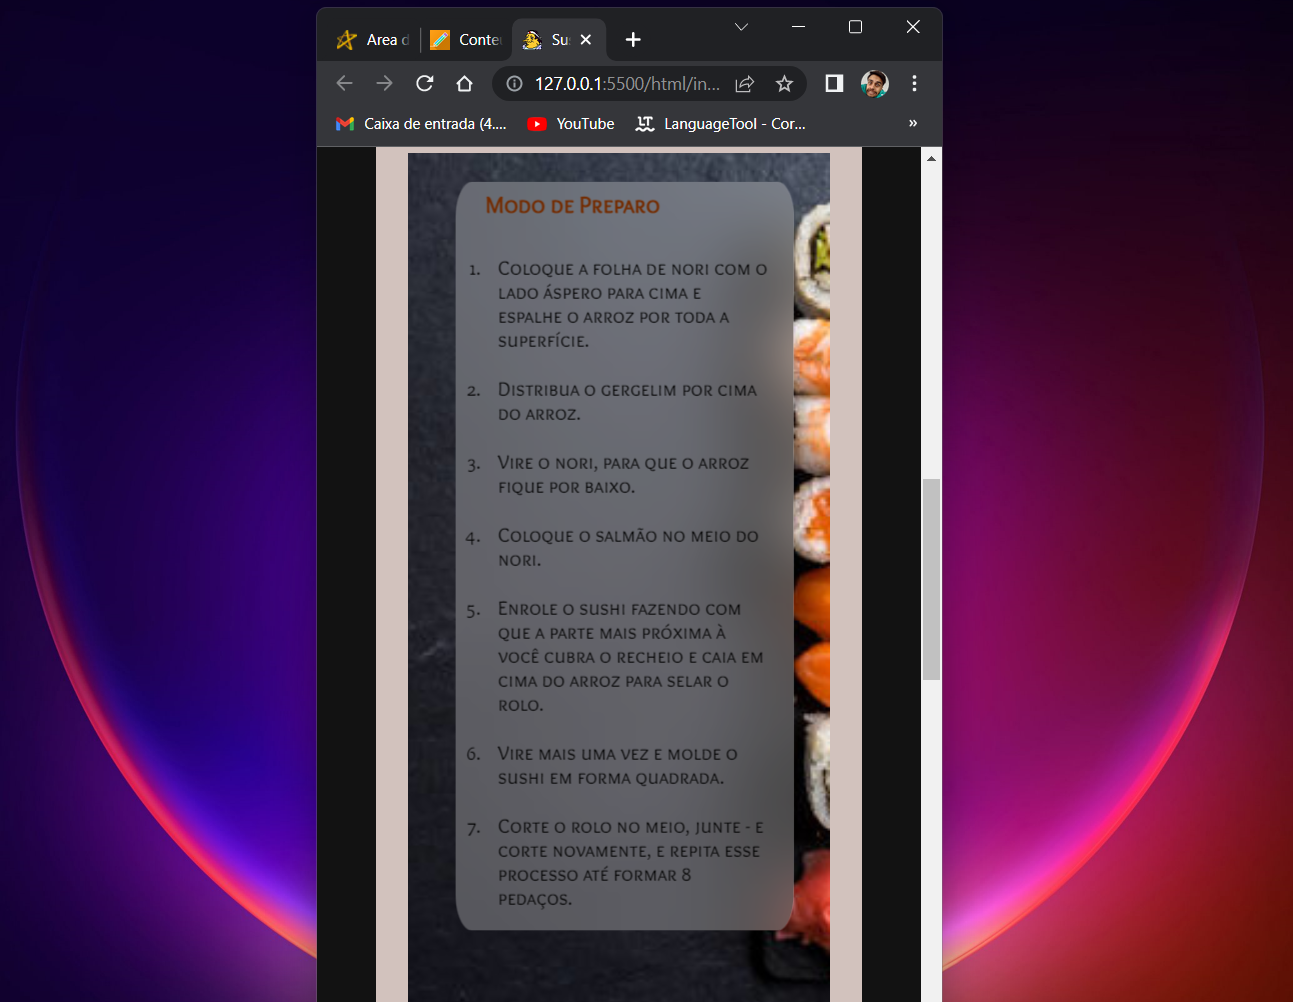 Area d
Conte
Su
127.0.0.1:5500/html/in...
Caixa de entrada (4....
YouTube
LanguageTool - Cor...
»
Modo de Preparo
1. Coloque a folha de nori com o
lado áspero para cima e
espalhe o arroz por toda a
superfície.
2. Distribua o gergelim por cima
do arroz.
3. Vire o nori, para que o arroz
fique por baixo.
4. Coloque o salmão no meio do
nori.
5. Enrole o sushi fazendo com
que a parte mais próxima à
você cubra o recheio e caia em
cima do arroz para selar o
rolo.
6. Vire mais uma vez e molde o
sushi em forma quadrada.
7. Corte o rolo no meio, junte - e
corte novamente, e repita esse
processo até formar 8
pedaços.